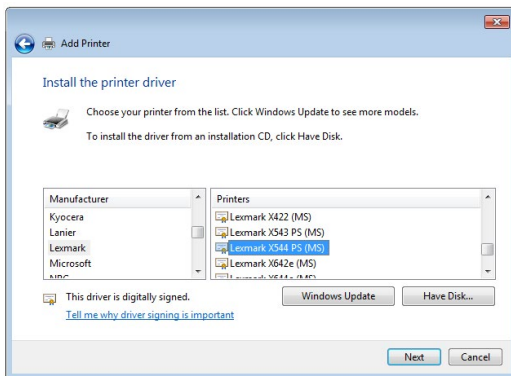 Add Printer
Install the printer driver
Choose your printer from the list. Click Windows Update to see more models.
To install the driver from an installation CD, click Have Disk.
Manufacturer
Kyocera
Lanier
Lexmark
Microsoft
Printers
Lexmark X422 (MS)
Lexmark X543 PS (MS)
Lexmark X544 PS (MS)
Lexmark X642e (MS)
This driver is digitally signed.
Tell me why driver signing is important
Windows Update
Have Disk...
Next
Cancel